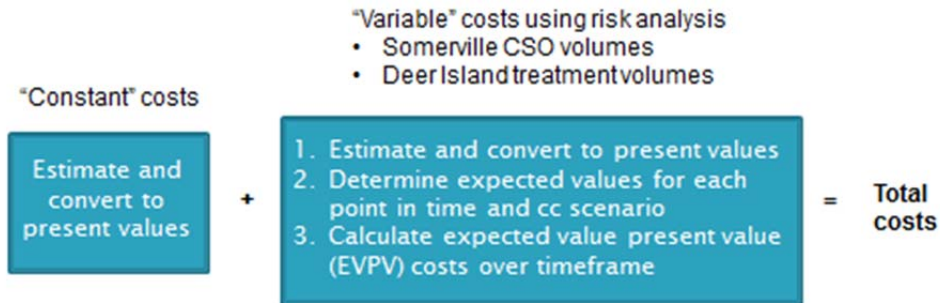 "Variable" costs using risk analysis
• Somerville CSO volumes
• Deer Island treatment volumes
"Constant" costs
Estimate and
convert to
present values
+
1. Estimate and convert to present values
2. Determine expected values for each
point in time and cc scenario
3. Calculate expected value present value
(EVPV) costs over timeframe
=
Total
costs